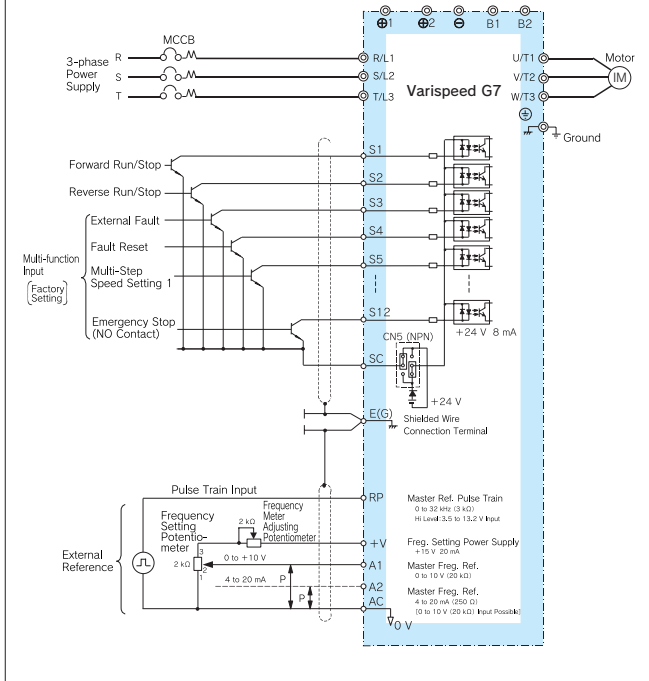 ⊕1 ⊕2 ⊖ B1 B2
MCCB
3-phase
Power
Supply
R
S
T
R/L1
S/L2
T/L3
Varispeed G7
U/T1
V/T2
W/T3
Motor
IM
Ground
Forward Run/Stop
Reverse Run/Stop
External Fault
Fault Reset
Multi-Step
Speed Setting 1
Emergency Stop
(NO Contact)
Multi-function
Input
[Factory
Setting]
S1
S2
S3
S4
S5
S12
+24 V 8 mA
CN5 (NPN)
SC
+24 V
E(G)
Shielded Wire
Connection Terminal
Pulse Train Input
RP
Master Ref. Pulse Train
0 to 32 kHz (3 kΩ)
Hi Level:3.5 to 13.2 V Input
Frequency
Setting
Potentio-
meter
Frequency
Meter
Adjusting
Potentiometer
2 kΩ
+V
Freg. Setting Power Supply
+15 V 20 mA
External
Reference
3
2 kΩ
2
1
0 to +10 V
P
A1
Master Freg. Ref.
0 to 10 V (20 kΩ)
4 to 20 mA
P
A2
Master Freg. Ref.
4 to 20 mA (250 Ω)
[0 to 10 V (20 kΩ) Input Possible]
AC
0 V